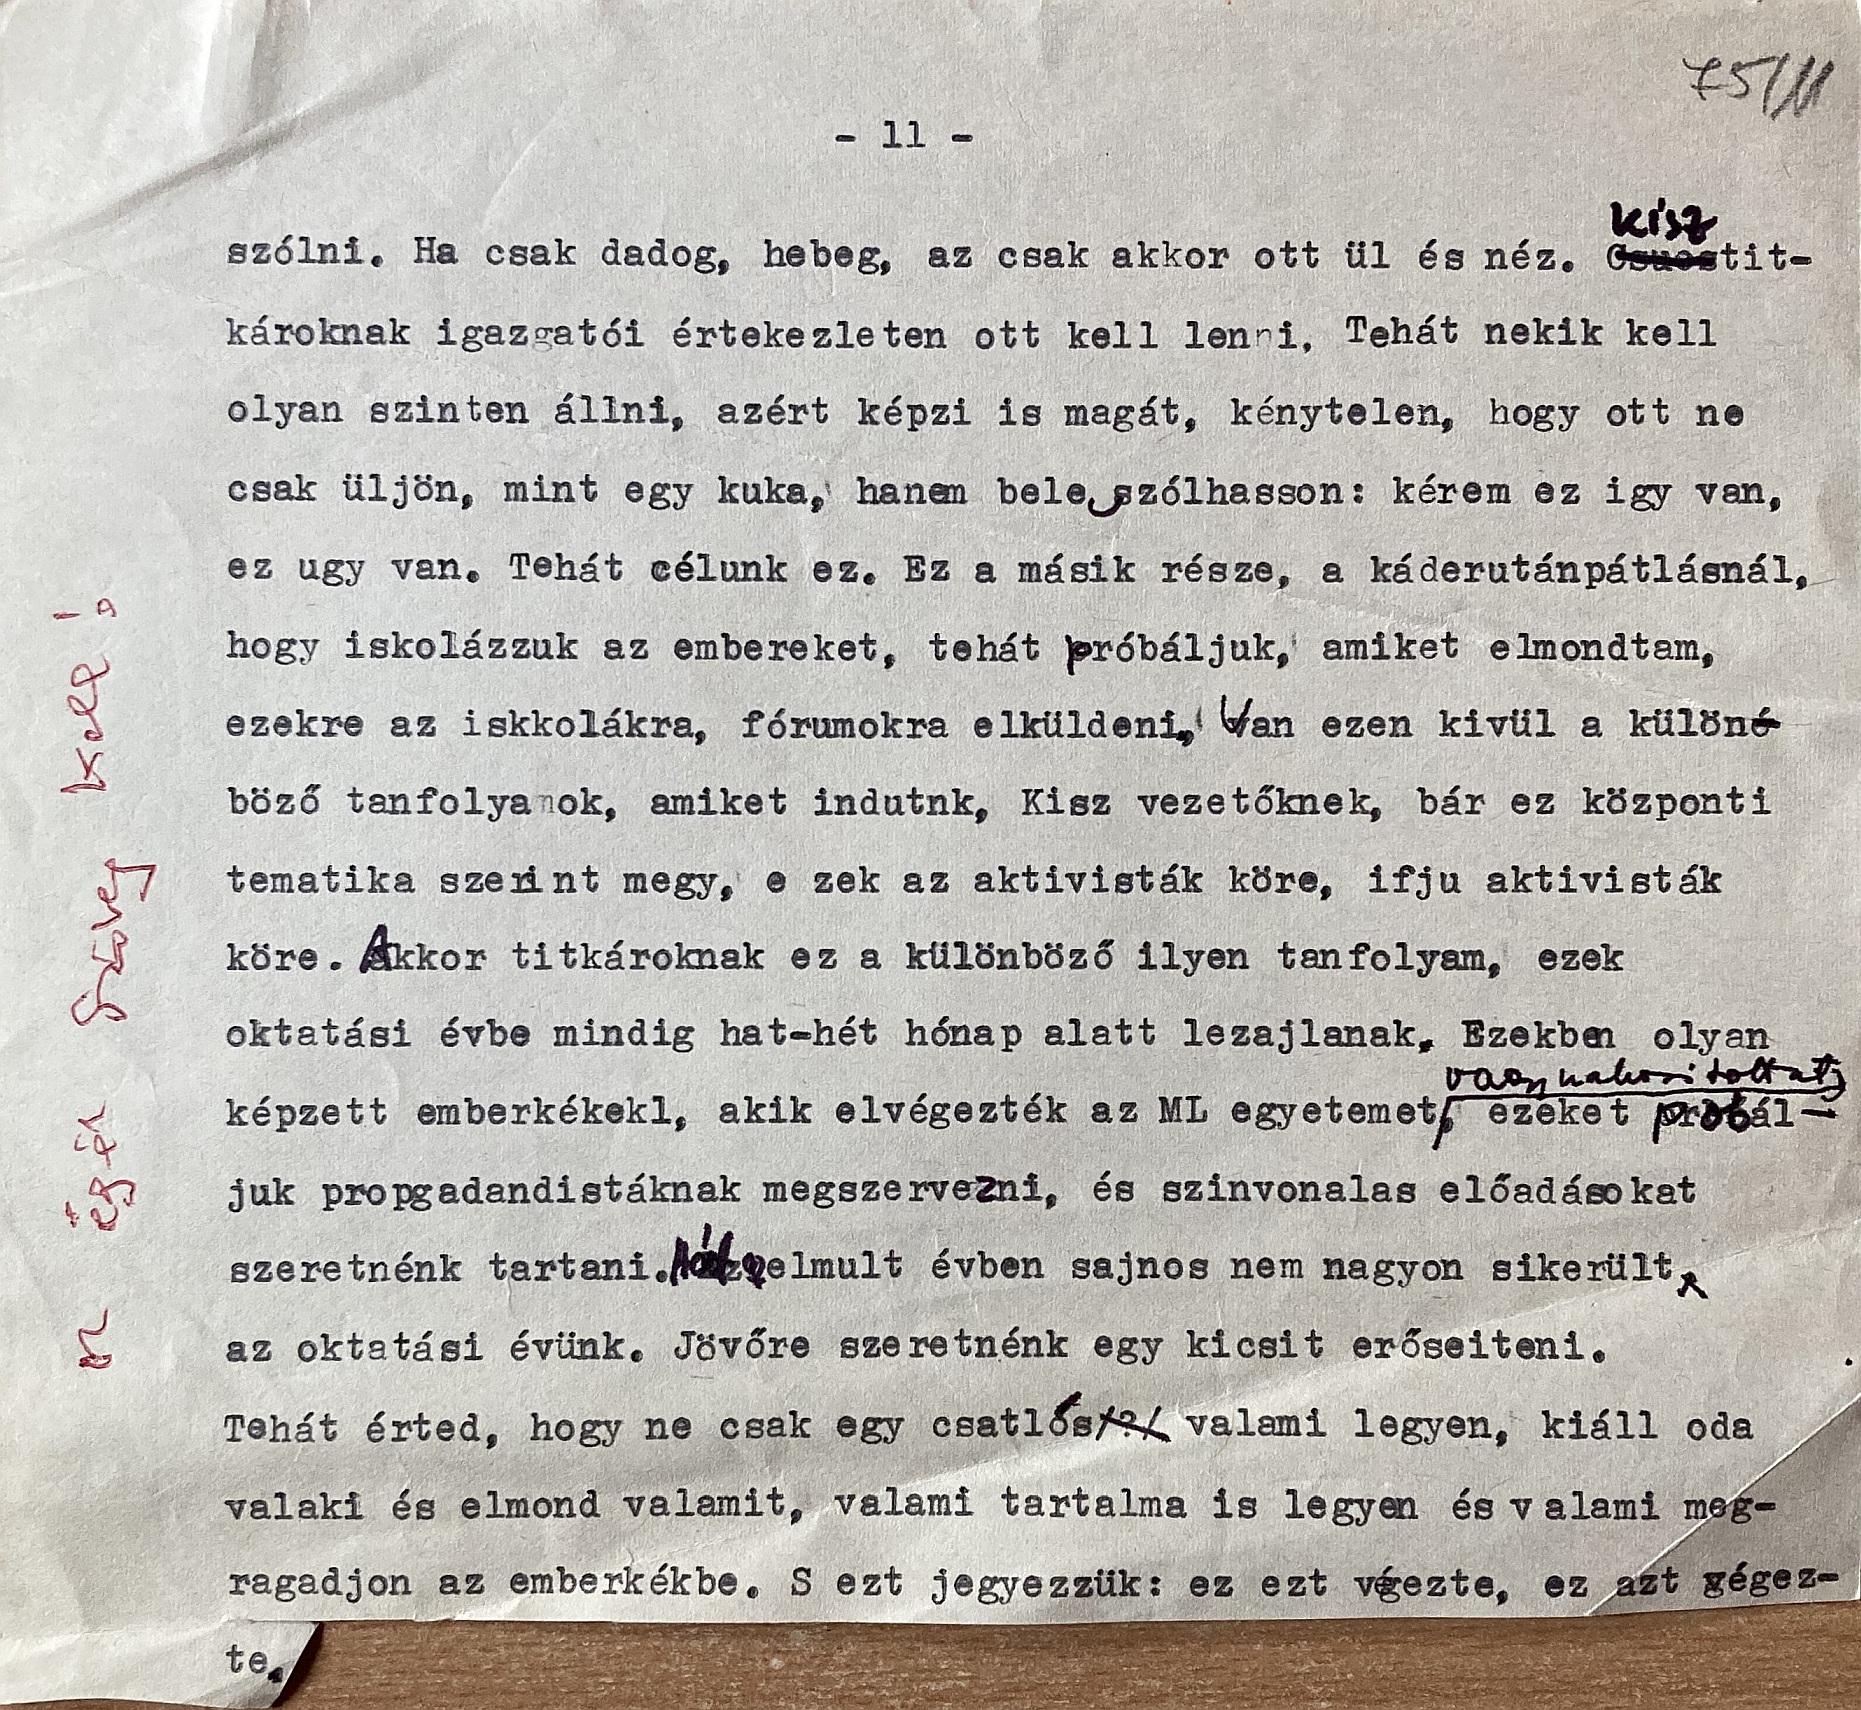 75/11
- 11 -
kisz
szólni. Ha csak dadog, hebeg, az csak akkor ott ül és néz. Csucstit-
károknak igazgatói értekezleten ott kell lenni. Tehát nekik kell
olyan szinten állni, azért képzi is magát, kénytelen, hogy ott ne
csak üljön, mint egy kuka, hanem bele szólhasson: kérem ez igy van,
ez ugy van. Tehát célunk ez. Ez a másik része, a káderutánpátlásnál,
hogy iskolázzuk az embereket, tehát próbáljuk, amiket elmondtam,
ezekre az iskkolákra, fórumokra elküldeni, Van ezen kivül a különö
böző tanfolyamok, amiket indutnk, Kisz vezetőknek, bár ez központi
tematika szerint megy, e zek az aktivisták köre, ifju aktivisták
köre. Akkor titkároknak ez a különböző ilyen tanfolyam, ezek
oktatási évbe mindig hat-hét hónap alatt lezajlanak. Ezekben olyan
képzett emberkékekl, akik elvégezték az ML egyetemet, ezeket próbál-
juk propgadandistáknak megszervezni, és szinvonalas előadásokat
szeretnénk tartani. elmult évben sajnos nem nagyon sikerült
az oktatási évünk. Jövőre szeretnénk egy kicsit erőseiteni.
Tehát érted, hogy ne csak egy csatlós/?/ valami legyen, kiáll oda
valaki és elmond valamit, valami tartalma is legyen és valami meg-
ragadjon az emberkékbe. S ezt jegyezzük: ez ezt végezte, ez azt végez-
te.
szöveg kell!